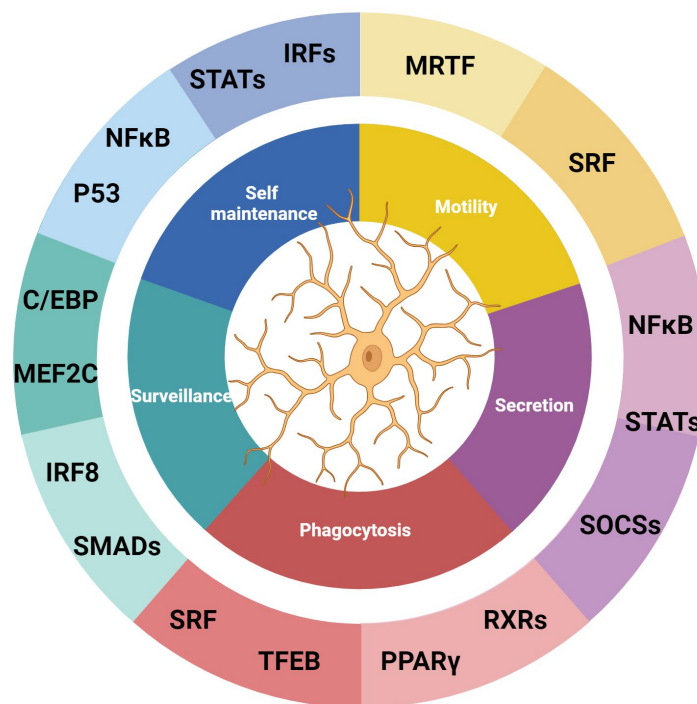 IRFs
STATs
MRTF
NFκB
P53
SRF
Self
maintenance
Motility
C/EBP
MEF2C
NFκB
STATs
Surveillance
Secretion
IRF8
SMADs
SOCSs
Phagocytosis
SRF
TFEB
PPARγ
RXRs